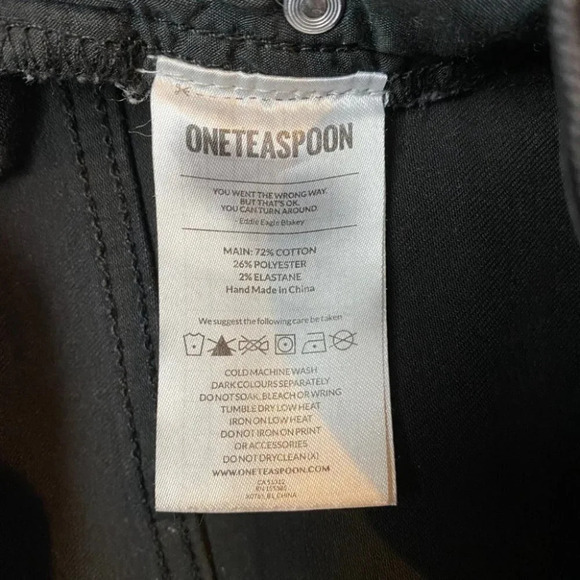 ONETEASPOON
YOU WENT THE WRONG WAY.
BUT THAT'S OK.
YOU CAN TURN AROUND.
- Eddie Eagle Blakey
MAIN: 72% COTTON
26% POLYESTER
2% ELASTANE
Hand Made in China
We suggest the following care be taken
COLD MACHINE WASH
DARK COLOURS SEPARATELY
DO NOT SOAK, BLEACH OR WRING
TUMBLE DRY LOW HEAT
IRON ON LOW HEAT
DO NOT IRON ON PRINT
OR ACCESSORIES
DO NOT DRYCLEAN (X)
WWW.ONETEASPOON.COM
CHINA